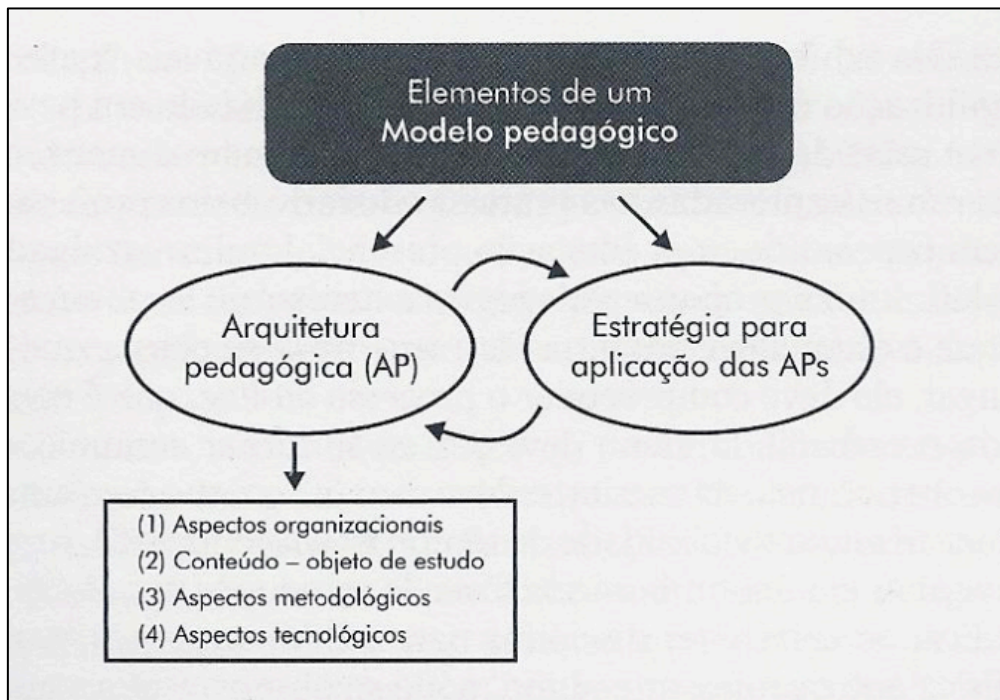 Elementos de um
Modelo pedagógico
Arquitetura
pedagógica (AP)
Estratégia para
aplicação das APs
(1) Aspectos organizacionais
(2) Conteúdo – objeto de estudo
(3) Aspectos metodológicos
(4) Aspectos tecnológicos